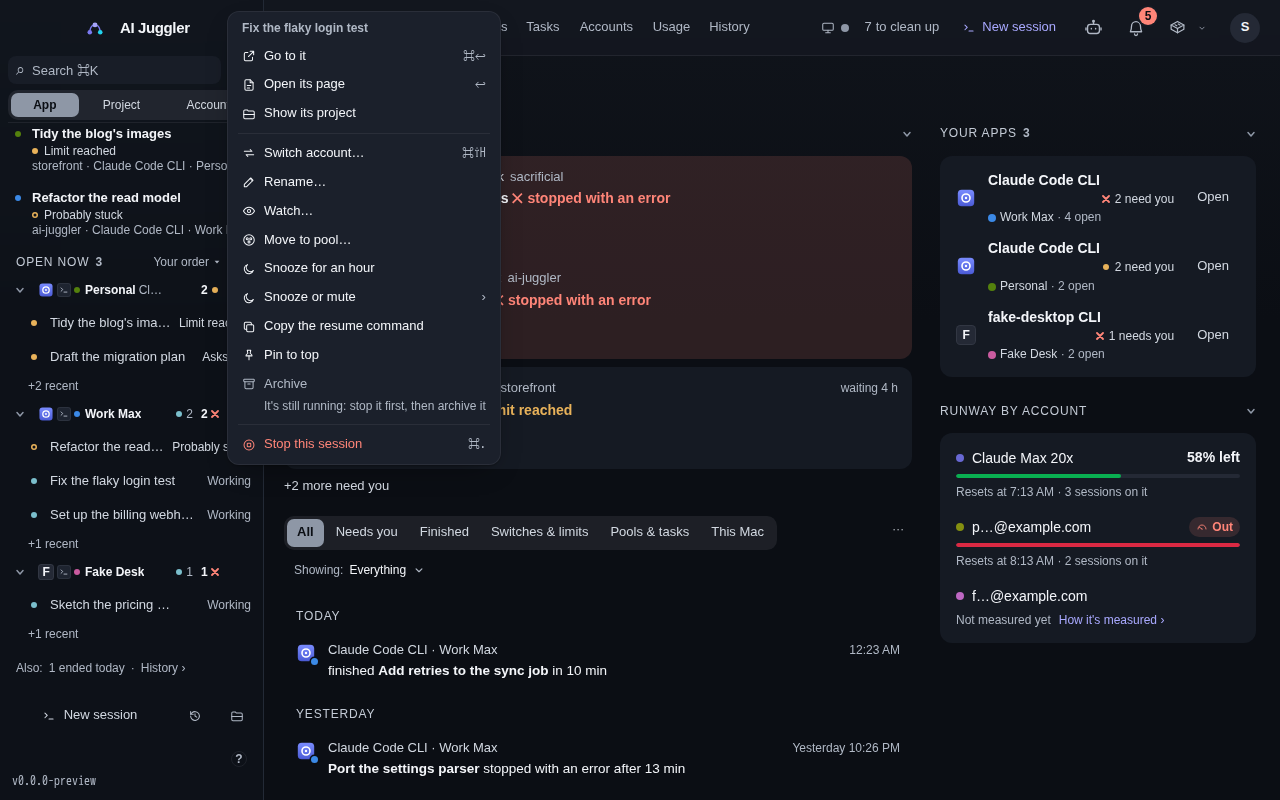 AI Juggler
Search ⌘K
App Project Accoun
Tidy the blog's images
Limit reached
storefront · Claude Code CLI · Perso
Refactor the read model
Probably stuck
ai-juggler · Claude Code CLI · Work
OPEN NOW 3 Your order
Personal Cl… 2
Tidy the blog's ima… Limit reac
Draft the migration plan Asks
+2 recent
Work Max 2 2
Refactor the read… Probably s
Fix the flaky login test Working
Set up the billing webh… Working
+1 recent
F Fake Desk 1 1
Sketch the pricing … Working
+1 recent
Also: 1 ended today · History ›
New session
?
v0.0.0-preview
Fix the flaky login test
Go to it ⌘↩
Open its page ↩
Show its project
Switch account… ⌘⇧H
Rename…
Watch…
Move to pool…
Snooze for an hour
Snooze or mute ›
Copy the resume command
Pin to top
Archive
It's still running: stop it first, then archive it
Stop this session ⌘.
s Tasks Accounts Usage History
7 to clean up
New session
5
S
sacrificial
s stopped with an error
ai-juggler
stopped with an error
storefront waiting 4 h
it reached
+2 more need you
All Needs you Finished Switches & limits Pools & tasks This Mac ···
Showing: Everything
TODAY
Claude Code CLI · Work Max 12:23 AM
finished Add retries to the sync job in 10 min
YESTERDAY
Claude Code CLI · Work Max Yesterday 10:26 PM
Port the settings parser stopped with an error after 13 min
YOUR APPS 3
Claude Code CLI
2 need you Open
Work Max · 4 open
Claude Code CLI
2 need you Open
Personal · 2 open
fake-desktop CLI
F 1 needs you Open
Fake Desk · 2 open
RUNWAY BY ACCOUNT
Claude Max 20x 58% left
Resets at 7:13 AM · 3 sessions on it
p…@example.com Out
Resets at 8:13 AM · 2 sessions on it
f…@example.com
Not measured yet How it's measured ›